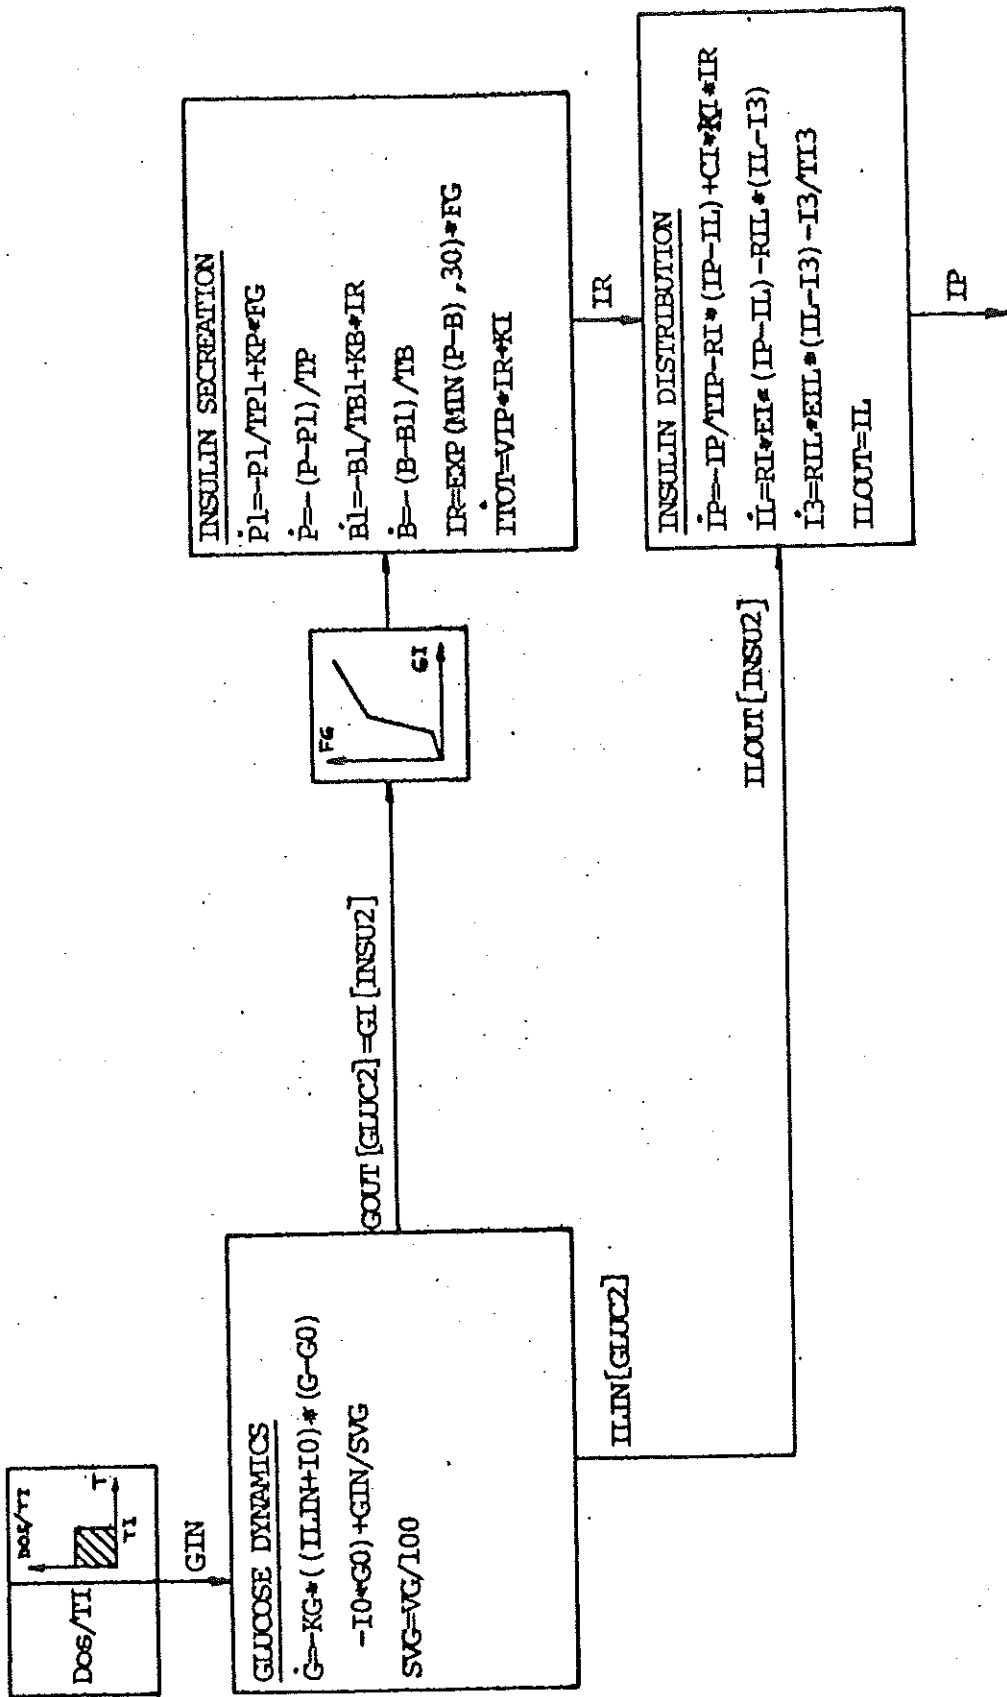 DOS/TI
DOS/TI
T
TI
GIN
GLUCOSE DYNAMICS
Ġ=-KG*((ILIN+I0)*(G-G0)
-I0*G0)+GIN/SVG
SVG=VG/100
GOUT[GLUC2]=GI[INSU2]
ILIN[GLUC2]
FG
GI
INSULIN SECREATION
Ṗ1=-P1/TP1+KP*FG
Ṗ=-(P-P1)/TP
Ḃ1=-B1/TB1+KB*IR
Ḃ=-(B-B1)/TB
IR=EXP(MIN(P-B),30)*FG
İTOT=VIP*IR*KI
IR
ILOUT[INSU2]
INSULIN DISTRIBUTION
İP=-IP/TIP-RI*(IP-IL)+CI*KI*IR
İL=RI*EI*(IP-IL)-RIL*(IL-I3)
İ3=RIL*EIL*(IL-I3)-I3/TI3
ILOUT=IL
IP